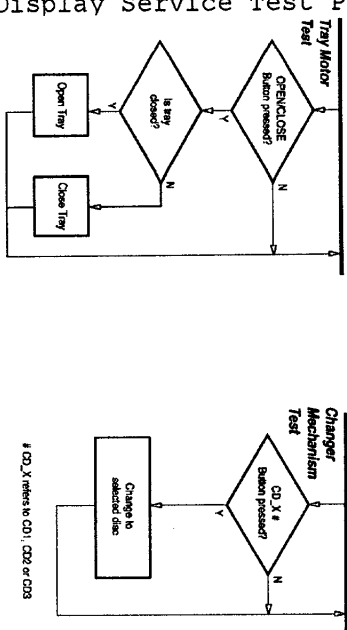 Display Service Test P
Tray Motor
Test
OPEN/CLOSE
Button pressed?
N
Y
Is tray
closed?
N
Y
Open Tray
Close Tray
Changer
Mechanism
Test
CD_X #
Button pressed?
N
Y
Change to
selected disc
# CD_X refers to CD1, CD2 or CD3